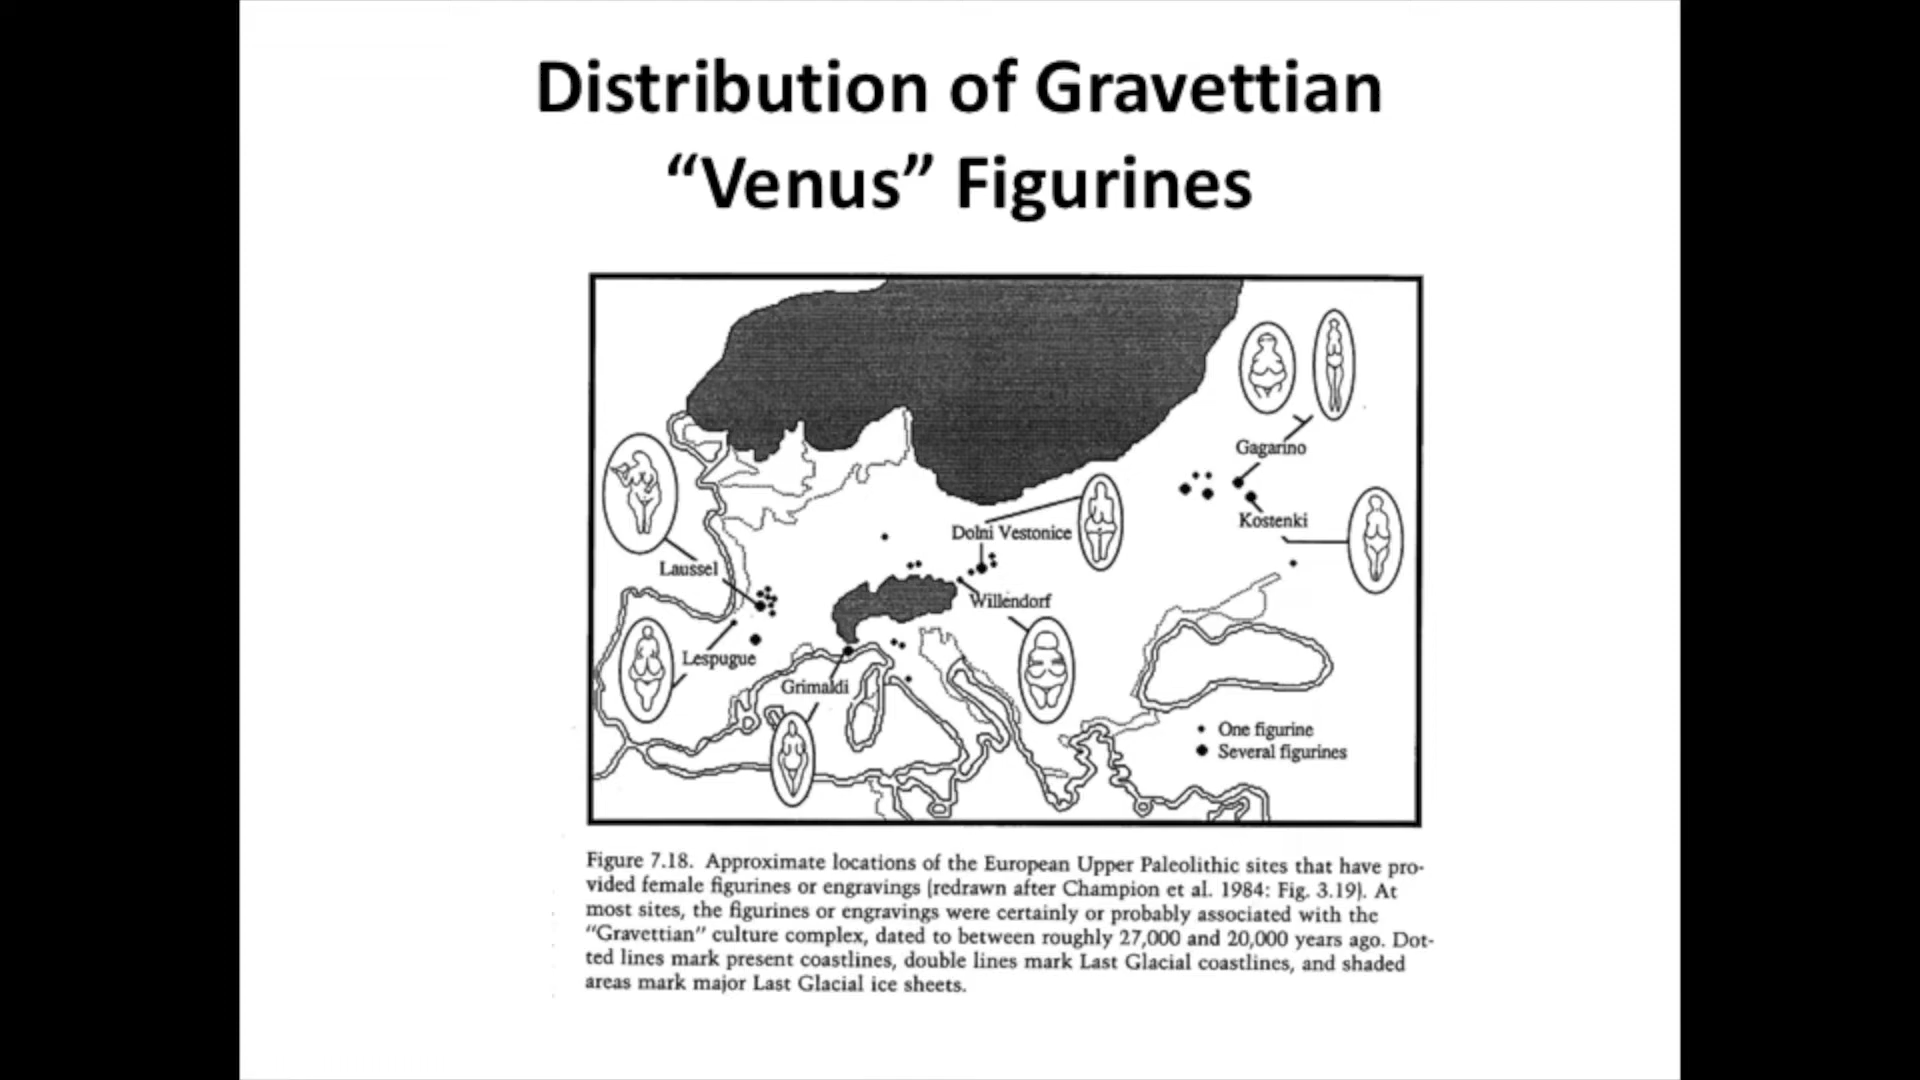 Distribution of Gravettian
“Venus” Figurines
Gagarino
Kostenki
Dolni Vestonice
Laussel
Willendorf
Lespugue
Grimaldi
One figurine
Several figurines
Figure 7.18. Approximate locations of the European Upper Paleolithic sites that have pro-
vided female figurines or engravings (redrawn after Champion et al. 1984: Fig. 3.19). At
most sites, the figurines or engravings were certainly or probably associated with the
“Gravettian” culture complex, dated to between roughly 27,000 and 20,000 years ago. Dot-
ted lines mark present coastlines, double lines mark Last Glacial coastlines, and shaded
areas mark major Last Glacial ice sheets.